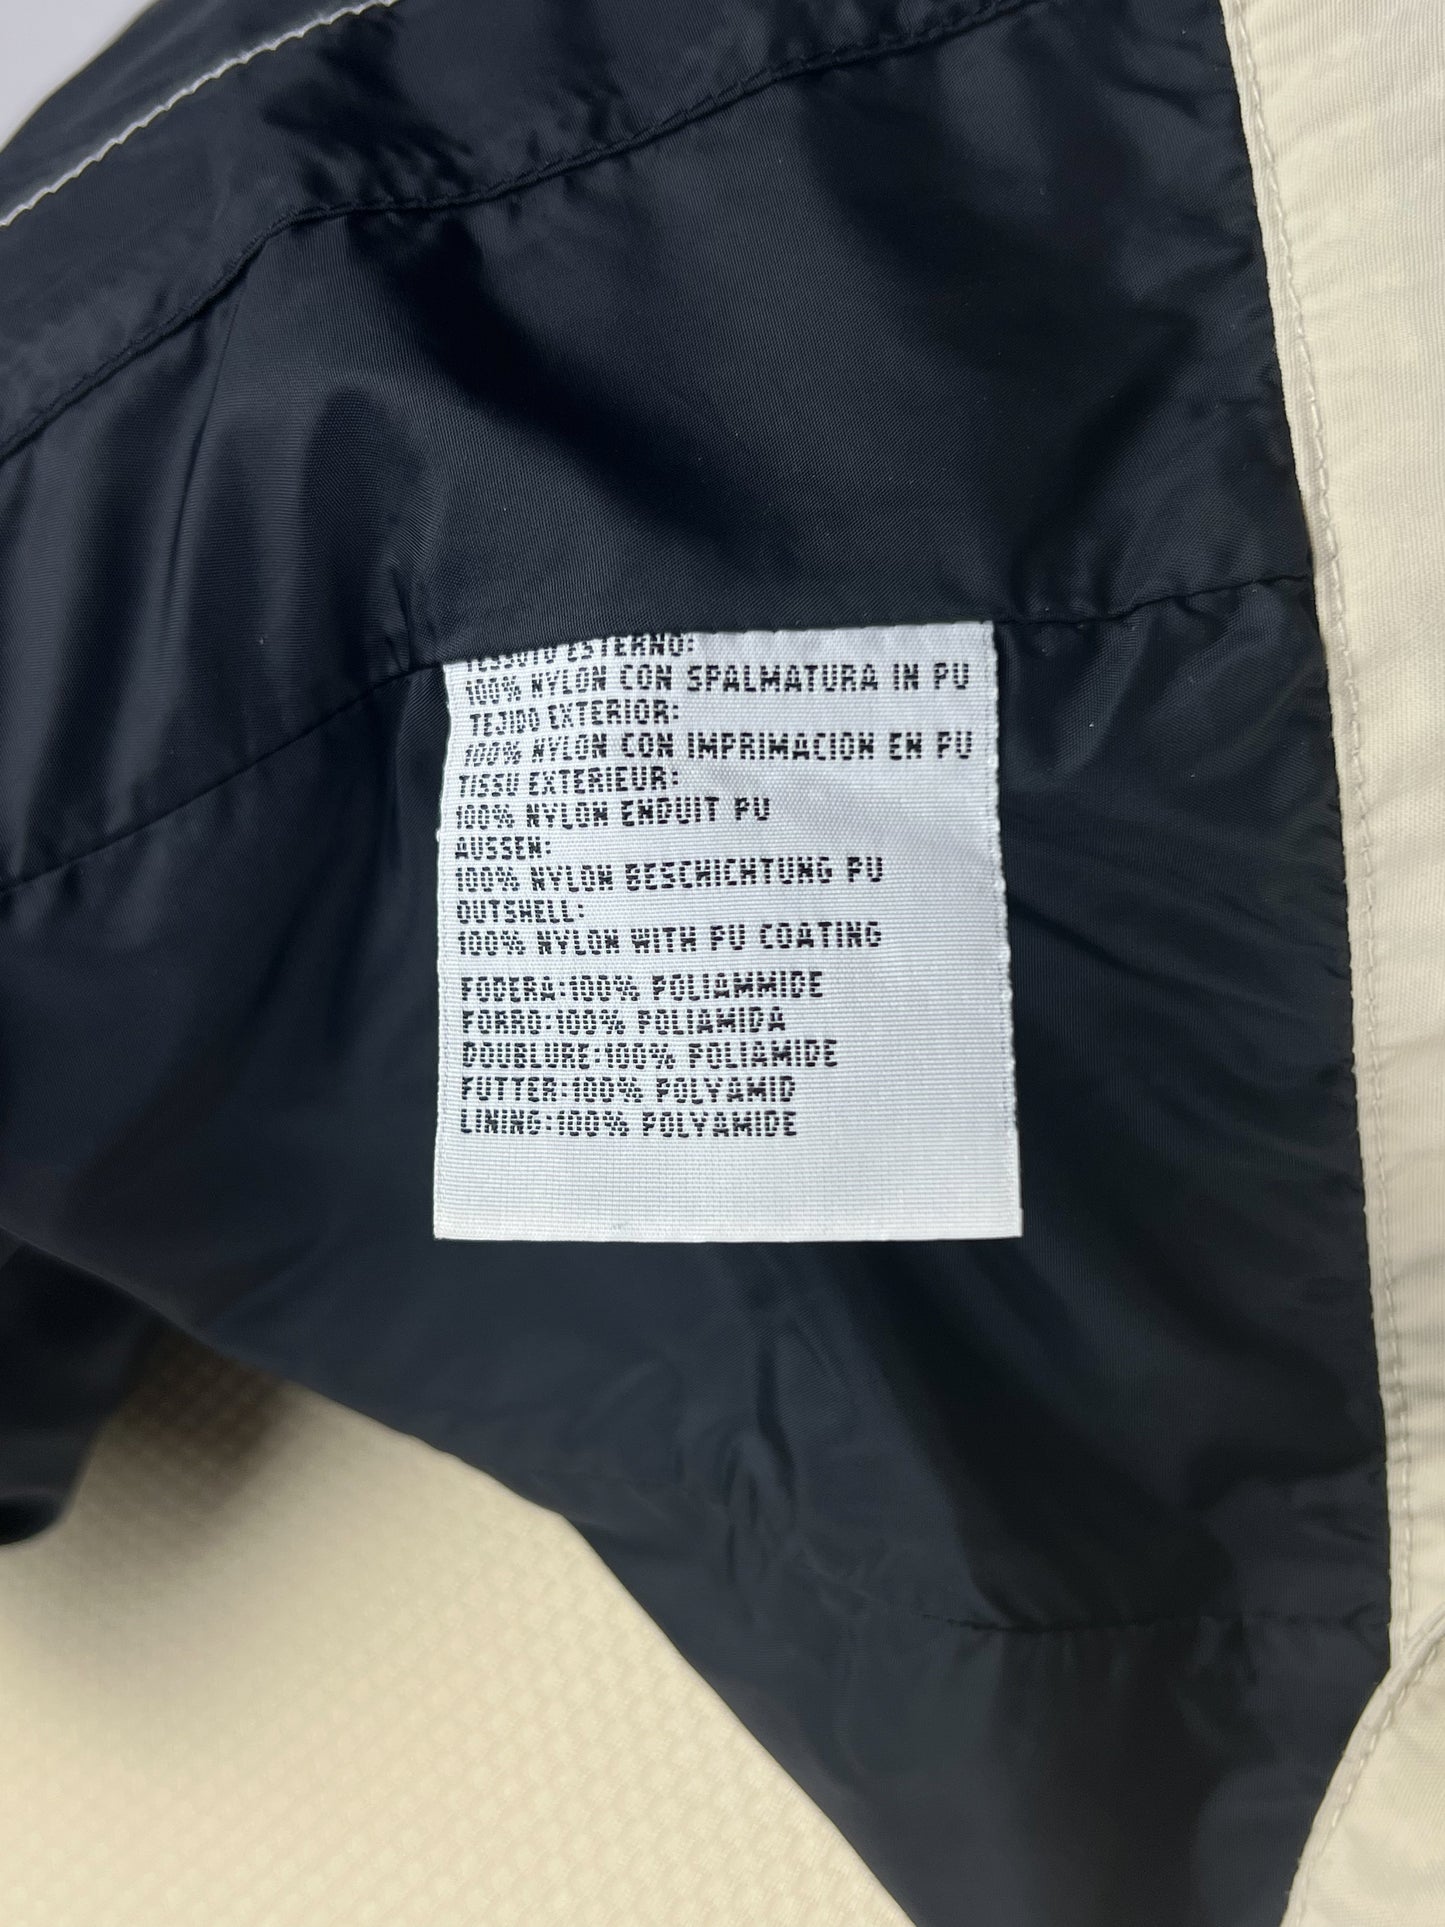 TESSUTO ESTERNO:
100% NYLON CON SPALMATURA IN PU
TEJIDO EXTERIOR:
100% NYLON CON IMPRIMACION EN PU
TISSU EXTERIEUR:
100% NYLON ENDUIT PU
AUSSEN:
100% NYLON BESCHICHTUNG PU
OUTSHELL:
100% NYLON WITH PU COATING
FODERA:100% POLIAMMIDE
FORRO:100% POLIAMIDA
DOUBLURE:100% POLIAMIDE
FUTTER:100% POLYAMID
LINING:100% POLYAMIDE